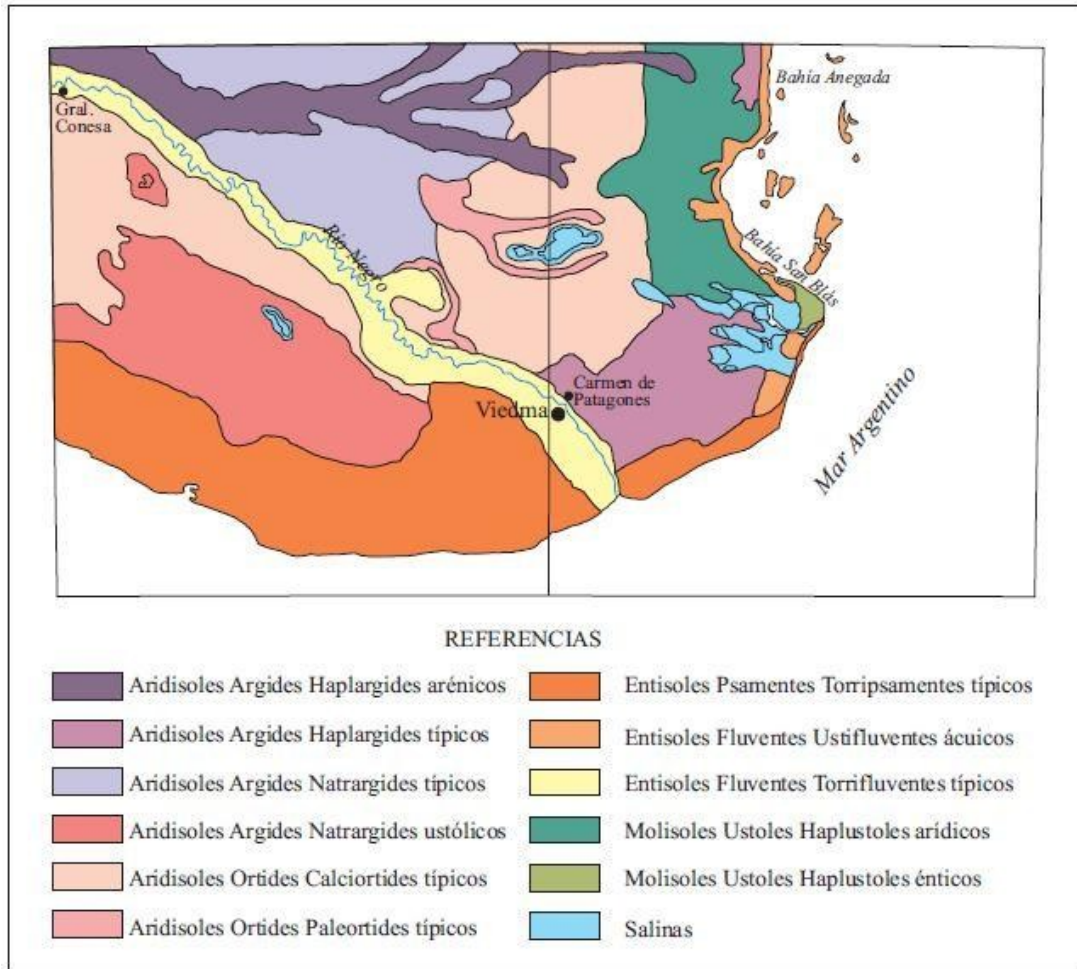 Bahía Anegada
Gral.
Conesa
Río Negro
Bahía San Blás
Carmen de
Patagones
Viedma
Mar Argentino
REFERENCIAS
Aridisoles Argides Haplargides arénicos
Aridisoles Argides Haplargides típicos
Aridisoles Argides Natrargides típicos
Aridisoles Argides Natrargides ustólicos
Aridisoles Ortides Calciortides típicos
Aridisoles Ortides Paleortides típicos
Entisoles Psamentes Torripsamentes típicos
Entisoles Fluventes Ustifluventes ácuicos
Entisoles Fluventes Torrifluventes típicos
Molisoles Ustoles Haplustoles arídicos
Molisoles Ustoles Haplustoles énticos
Salinas